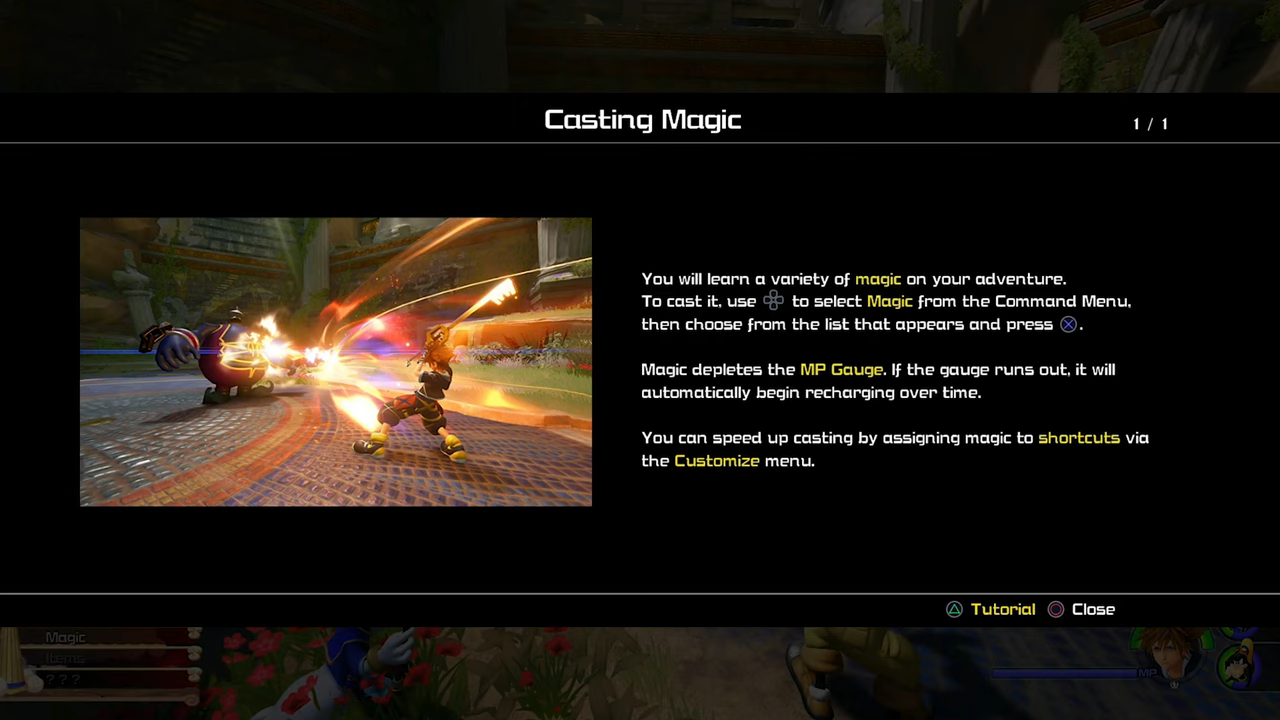 Casting Magic
1 / 1
You will learn a variety of magic on your adventure.
To cast it, use to select Magic from the Command Menu,
then choose from the list that appears and press .
Magic depletes the MP Gauge. If the gauge runs out, it will
automatically begin recharging over time.
You can speed up casting by assigning magic to shortcuts via
the Customize menu.
Tutorial Close
Magic
Items
? ? ?
MP